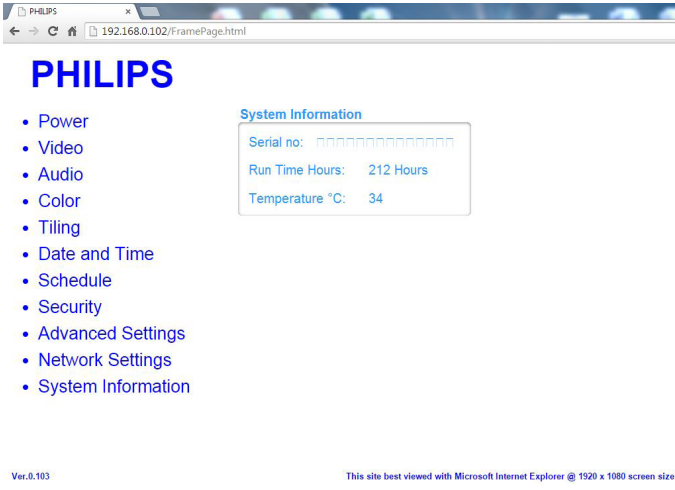 PHILIPS
192.168.0.102/FramePage.html
PHILIPS
Power
Video
Audio
Color
Tiling
Date and Time
Schedule
Security
Advanced Settings
Network Settings
System Information
System Information
Serial no:
Run Time Hours: 212 Hours
Temperature °C: 34
Ver.0.103
This site best viewed with Microsoft Internet Explorer @ 1920 x 1080 screen size